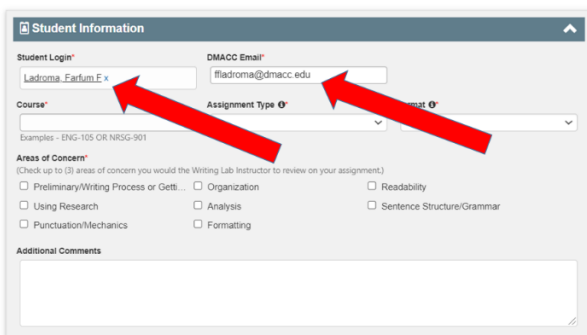 Student Information
Student Login* DMACC Email*
Ladroma, Farfum F x ffladroma@dmacc.edu
Course* Assignment Type *
Examples - ENG-105 OR NRSG-901
Areas of Concern*
(Check up to (3) areas of concern you would the Writing Lab Instructor to review on your assignment.)
Preliminary/Writing Process or Getti... Organization Readability
Using Research Analysis Sentence Structure/Grammar
Punctuation/Mechanics Formatting
Additional Comments